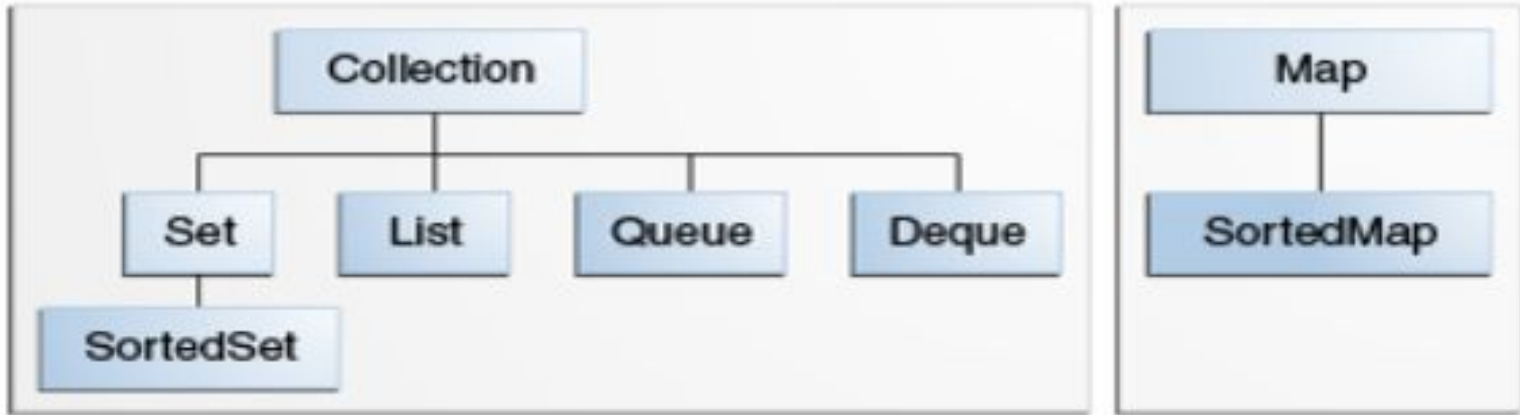 Collection
Map
Set
List
Queue
Deque
SortedMap
SortedSet